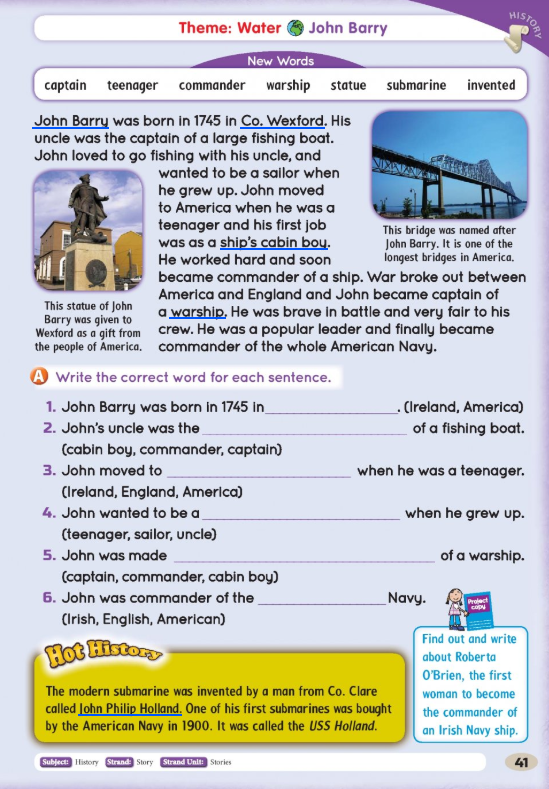 HISTORY
Theme: Water John Barry
New Words
captain teenager commander warship statue submarine invented
John Barry was born in 1745 in Co. Wexford. His
uncle was the captain of a large fishing boat.
John loved to go fishing with his uncle, and
wanted to be a sailor when
he grew up. John moved
to America when he was a
teenager and his first job
was as a ship's cabin boy.
He worked hard and soon
became commander of a ship. War broke out between
America and England and John became captain of
a warship. He was brave in battle and very fair to his
crew. He was a popular leader and finally became
commander of the whole American Navy.
This bridge was named after
John Barry. It is one of the
longest bridges in America.
This statue of John
Barry was given to
Wexford as a gift from
the people of America.
A Write the correct word for each sentence.
1. John Barry was born in 1745 in____________. (Ireland, America)
2. John's uncle was the ____________ of a fishing boat.
(cabin boy, commander, captain)
3. John moved to ____________ when he was a teenager.
(Ireland, England, America)
4. John wanted to be a ____________ when he grew up.
(teenager, sailor, uncle)
5. John was made ____________ of a warship.
(captain, commander, cabin boy)
6. John was commander of the ____________ Navy.
(Irish, English, American)
Hot History
The modern submarine was invented by a man from Co. Clare
called John Philip Holland. One of his first submarines was bought
by the American Navy in 1900. It was called the USS Holland.
Project
copy
Find out and write
about Roberta
O'Brien, the first
woman to become
the commander of
an Irish Navy ship.
Subject: History Strand: Story Strand Unit: Stories
41